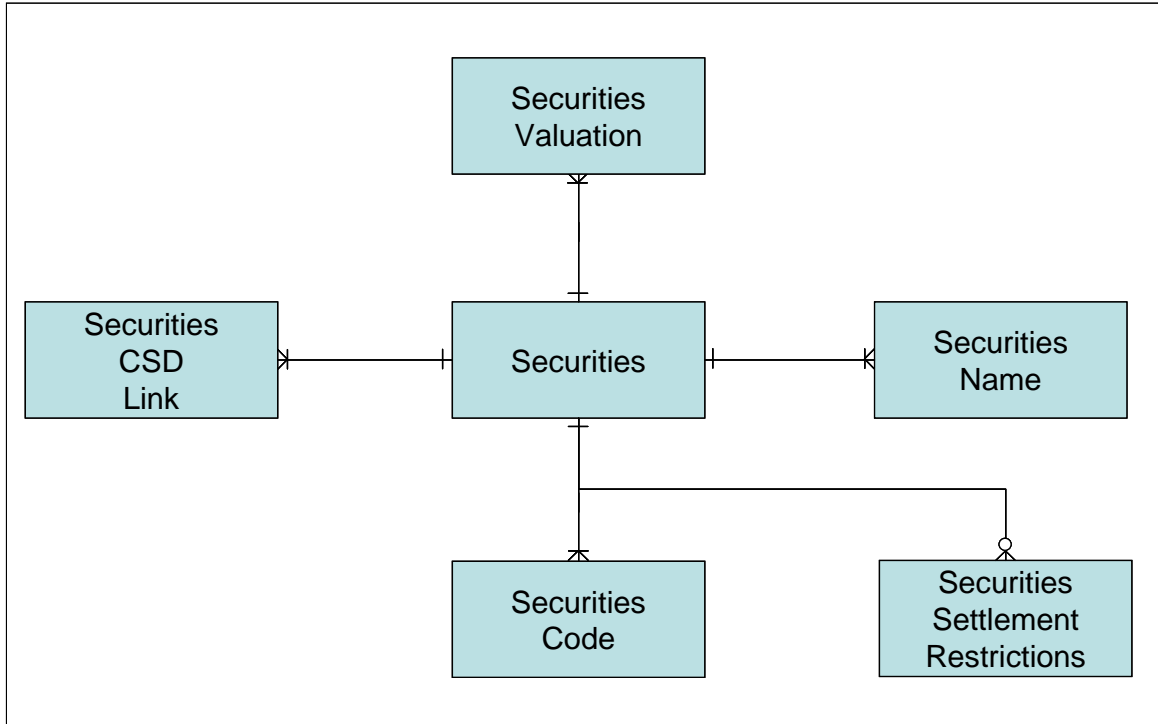 Securities
Valuation
Securities
CSD
Link
Securities
Securities
Name
Securities
Code
Securities
Settlement
Restrictions